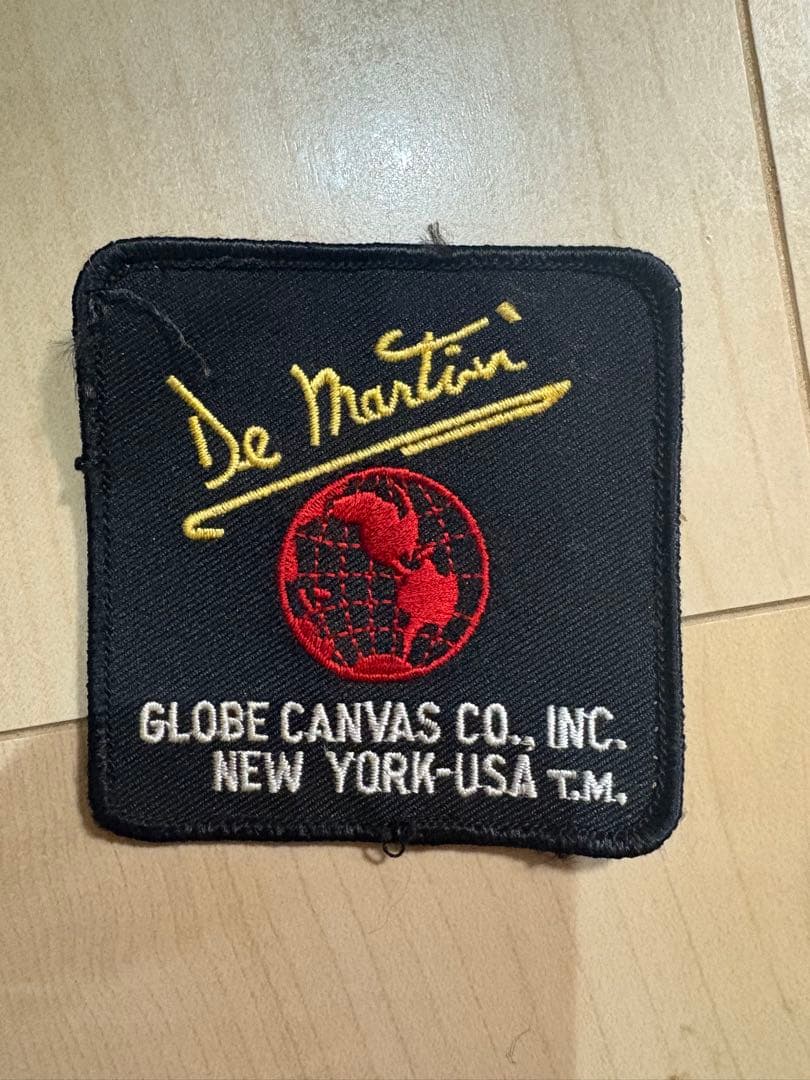 De Martini
GLOBE CANVAS CO., INC.
NEW YORK-USA T.M.